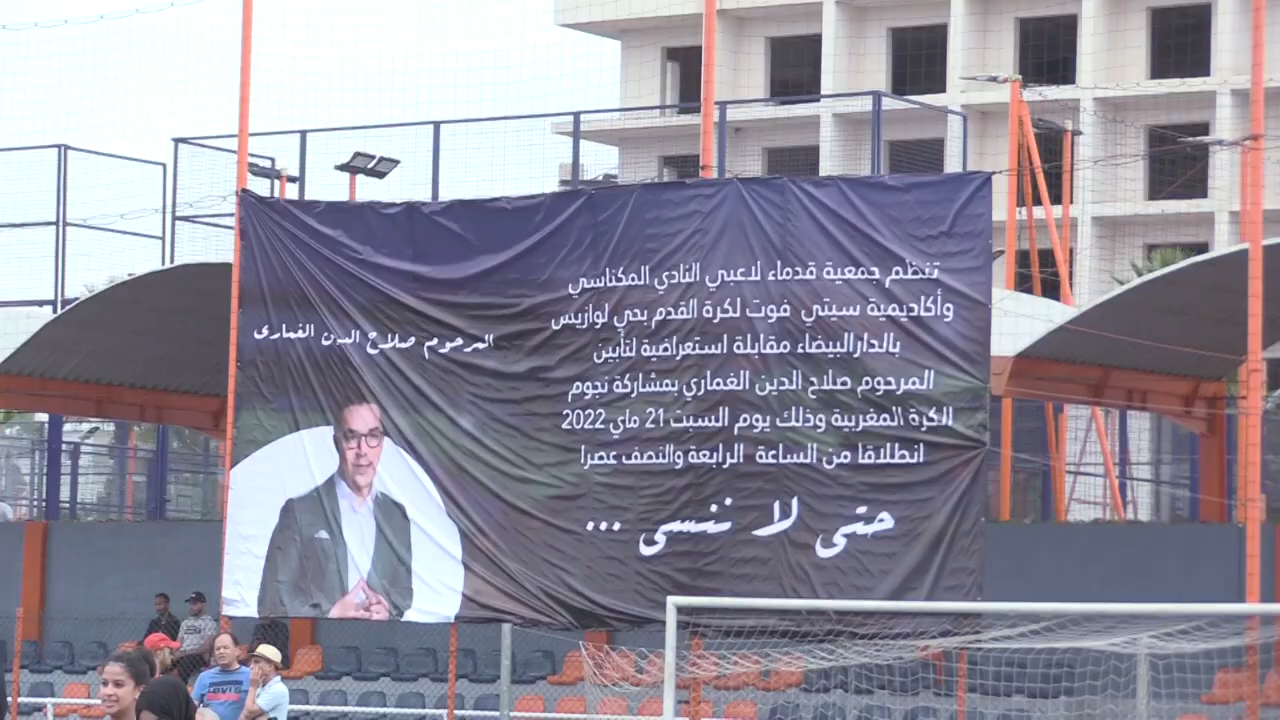 تنظم جمعية قدماء لاعبي النادي المكناسي
وأكاديمية سيتي فوت لكرة القدم بحي لوازيس
بالدارالبيضاء مقابلة استعراضية لتأبين
المرحوم صلاح الدين الغماري بمشاركة نجوم
الكرة المغربية وذلك يوم السبت 21 ماي 2022
انطلاقا من الساعة الرابعة والنصف عصرا
حتى لا ننسى ...
المرحوم صلاح الدين الغمارى
LEVI'S